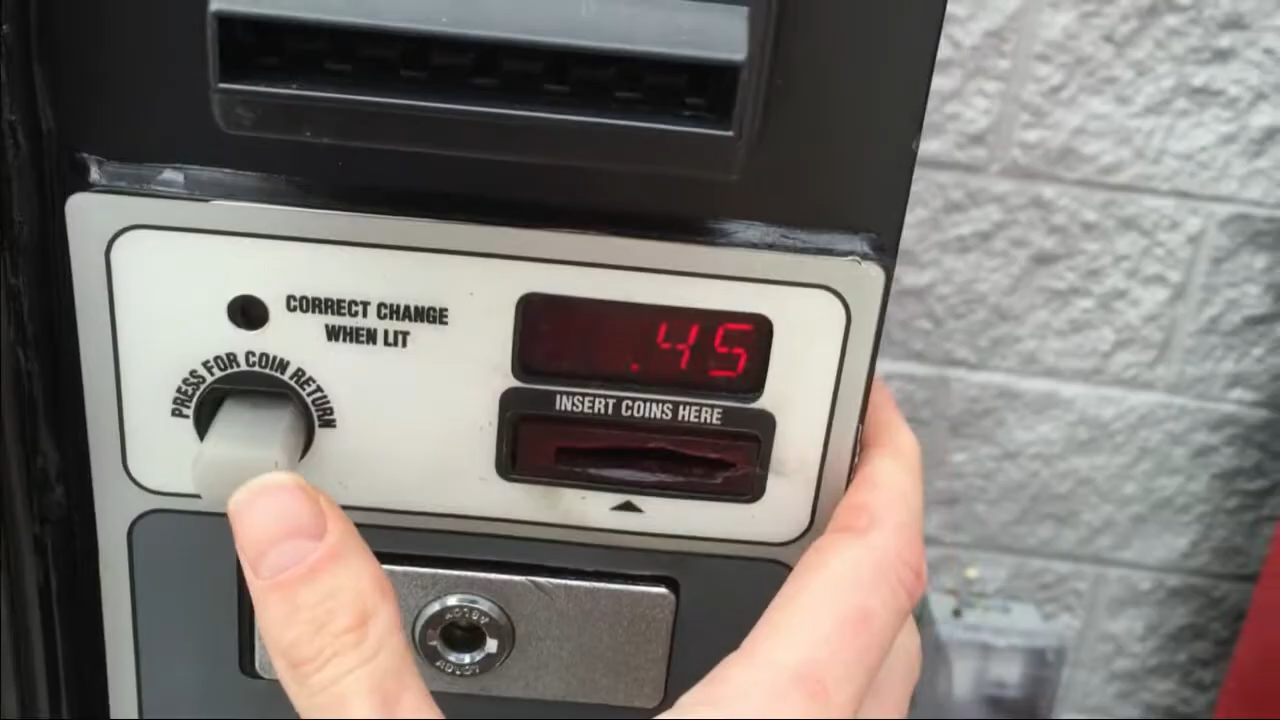 CORRECT CHANGE
WHEN LIT
.45
PRESS FOR COIN RETURN
INSERT COINS HERE